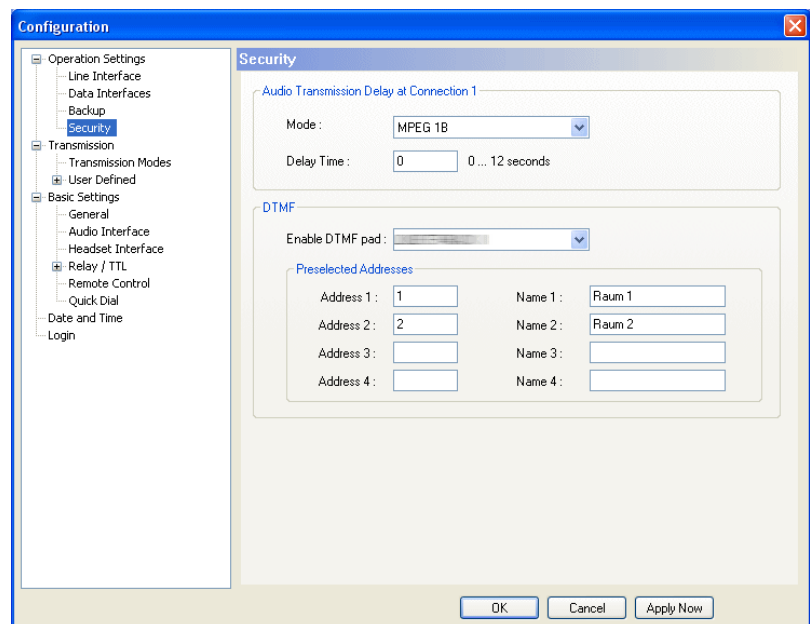 Configuration
Operation Settings
Line Interface
Data Interfaces
Backup
Security
Transmission
Transmission Modes
User Defined
Basic Settings
General
Audio Interface
Headset Interface
Relay / TTL
Remote Control
Quick Dial
Date and Time
Login
Security
Audio Transmission Delay at Connection 1
Mode : MPEG 1B
Delay Time : 0 0 ... 12 seconds
DTMF
Enable DTMF pad :
Preselected Addresses
Address 1 : 1 Name 1 : Raum 1
Address 2 : 2 Name 2 : Raum 2
Address 3 : Name 3 :
Address 4 : Name 4 :
OK Cancel Apply Now